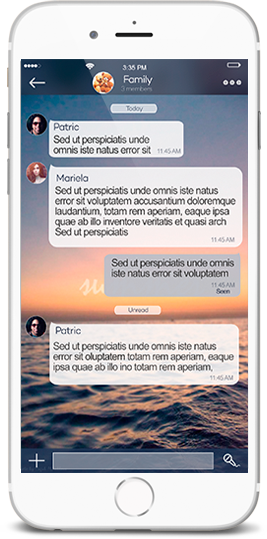 3:35 PM
Family
3 members
Today
Patric
Sed ut perspiciatis unde
omnis iste natus error sit
11:45 AM
Mariela
Sed ut perspiciatis unde omnis iste natus
error sit voluptatem accusantium doloremque
laudantium, totam rem aperiam, eaque ipsa
quae ab illo inventore veritatis et quasi arch
Sed ut perspiciatis
11:45 AM
Sed ut perspiciatis unde omnis
iste natus error sit voluptatem
11:45 AM
Seen
Unread
Patric
Sed ut perspiciatis unde omnis iste natus
error sit oluptatem totam rem aperiam, eaque
ipsa quae ab illo ino totam rem aperiam,
11:45 AM